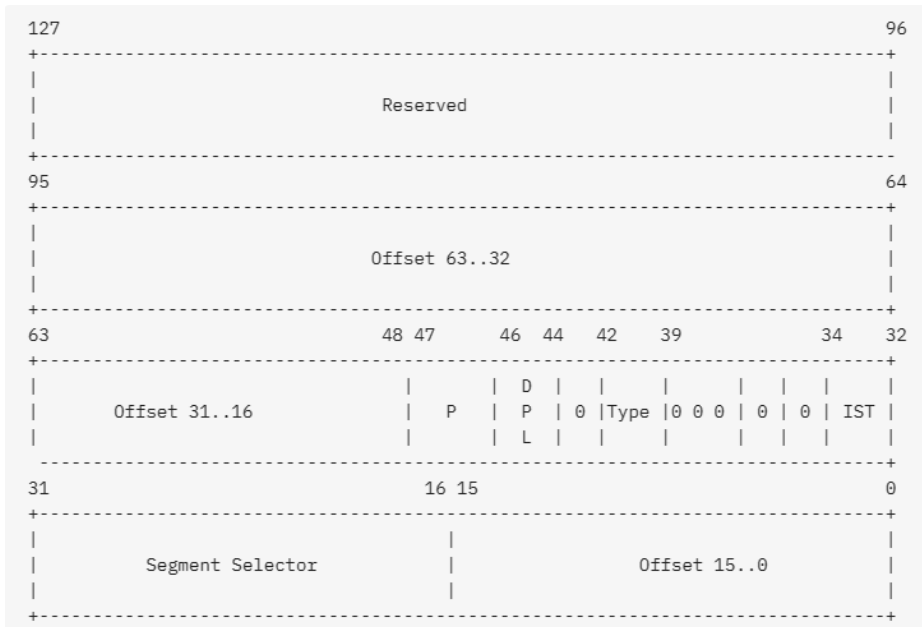 127                                                                             96
+-------------------------------------------------------------------------------+
|                                                                               |
|                                Reserved                                       |
|                                                                               |
+--------------------------------------------------------------------------------
95                                                                              64
+-------------------------------------------------------------------------------+
|                                                                               |
|                               Offset 63..32                                   |
|                                                                               |
+-------------------------------------------------------------------------------+
63                               48 47      46  44   42    39             34    32
+-------------------------------------------------------------------------------+
|                                  |       |  D  |   |     |      |   |   |     |
|       Offset 31..16              |   P   |  P  | 0 |Type |0 0 0 | 0 | 0 | IST |
|                                  |       |  L  |   |     |      |   |   |     |
 -------------------------------------------------------------------------------+
31                                   16 15                                      0
+-------------------------------------------------------------------------------+
|                                      |                                        |
|          Segment Selector            |                 Offset 15..0           |
|                                      |                                        |
+-------------------------------------------------------------------------------+